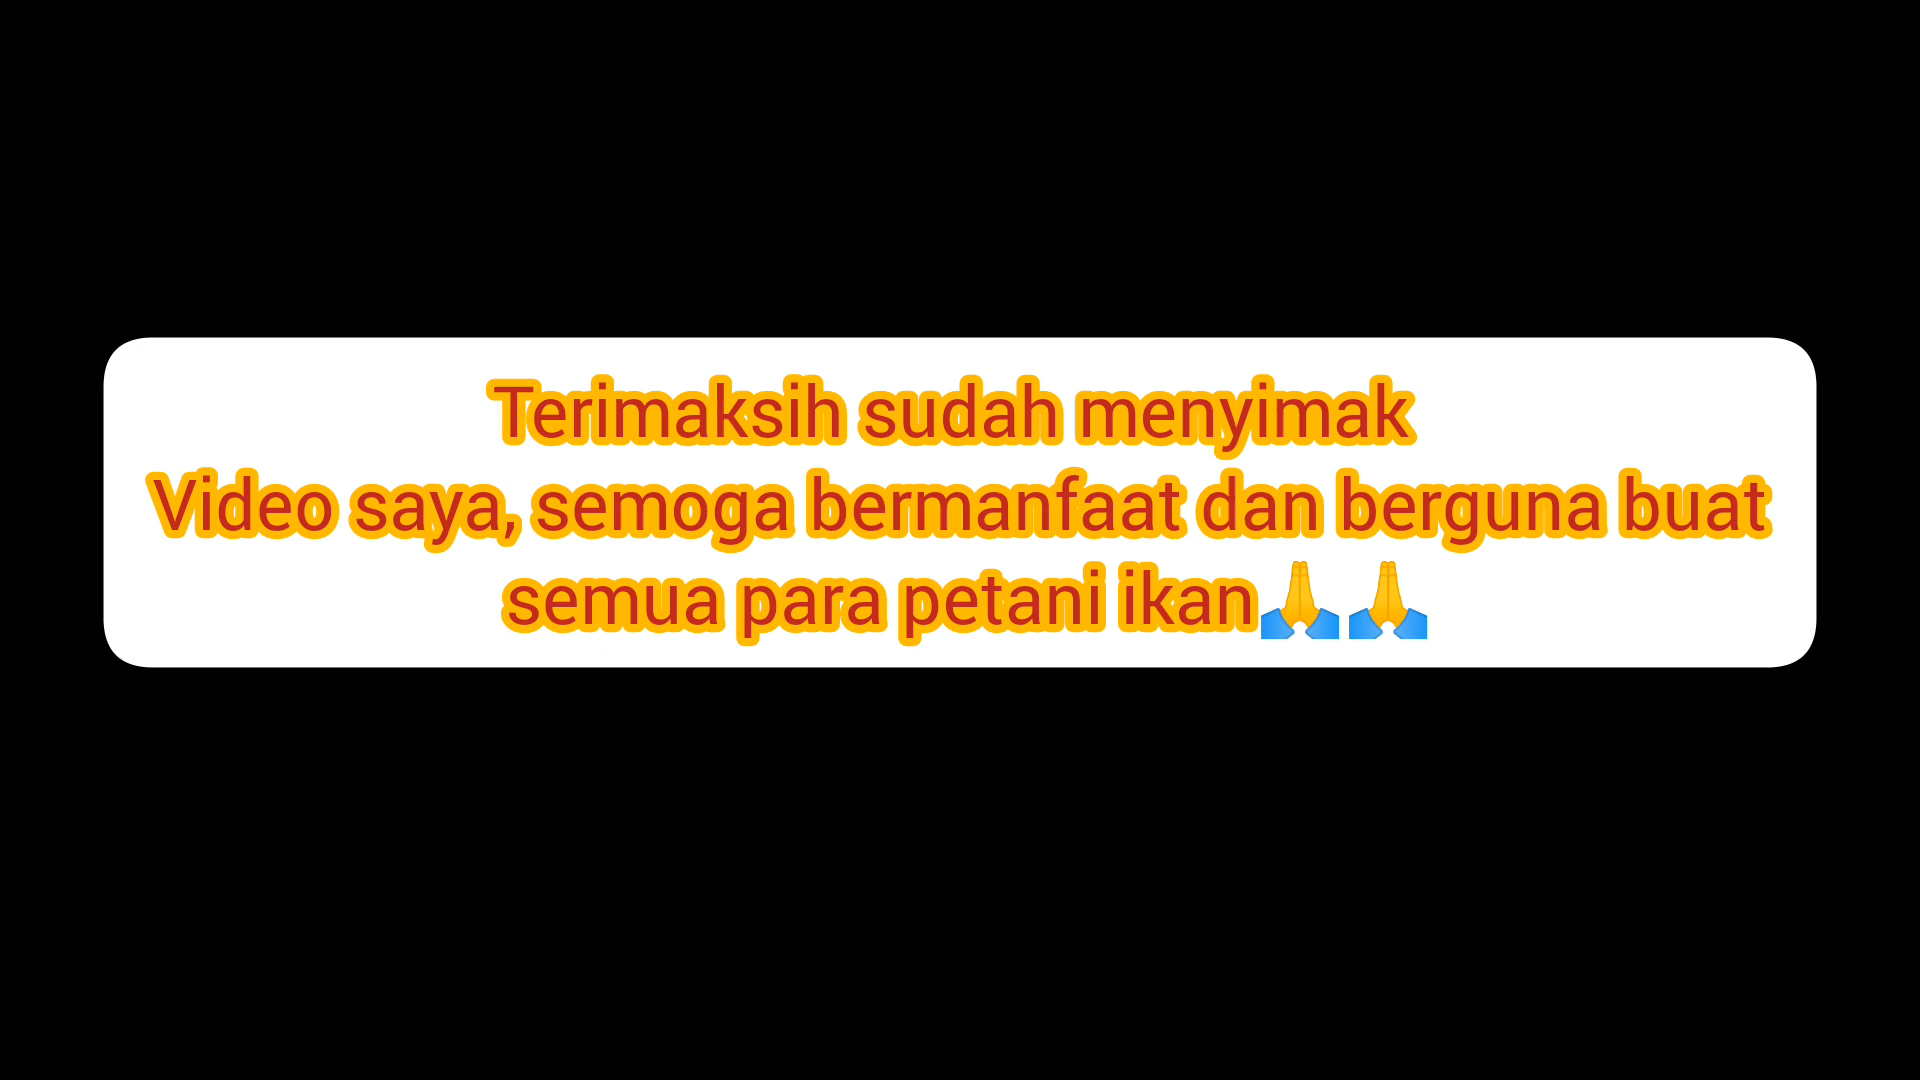 Terimaksih sudah menyimak
Video saya, semoga bermanfaat dan berguna buat
semua para petani ikan🙏🙏